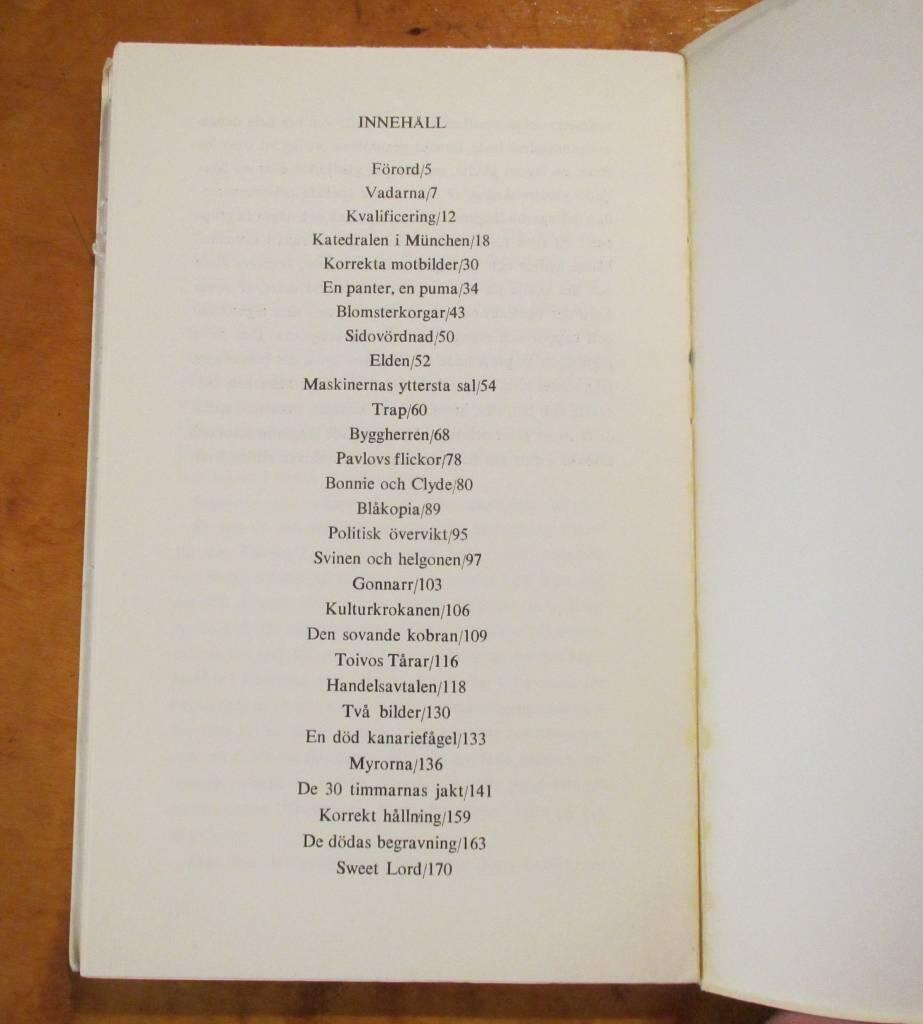 INNEHÅLL
Förord/5
Vadarna/7
Kvalificering/12
Katedralen i München/18
Korrekta motbilder/30
En panter, en puma/34
Blomsterkorgar/43
Sidovördnad/50
Elden/52
Maskinernas yttersta sal/54
Trap/60
Byggherren/68
Pavlovs flickor/78
Bonnie och Clyde/80
Blåkopia/89
Politisk övervikt/95
Svinen och helgonen/97
Gonnarr/103
Kulturkrokanen/106
Den sovande kobran/109
Toivos Tårar/116
Handelsavtalen/118
Två bilder/130
En död kanariefågel/133
Myrorna/136
De 30 timmarnas jakt/141
Korrekt hållning/159
De dödas begravning/163
Sweet Lord/170